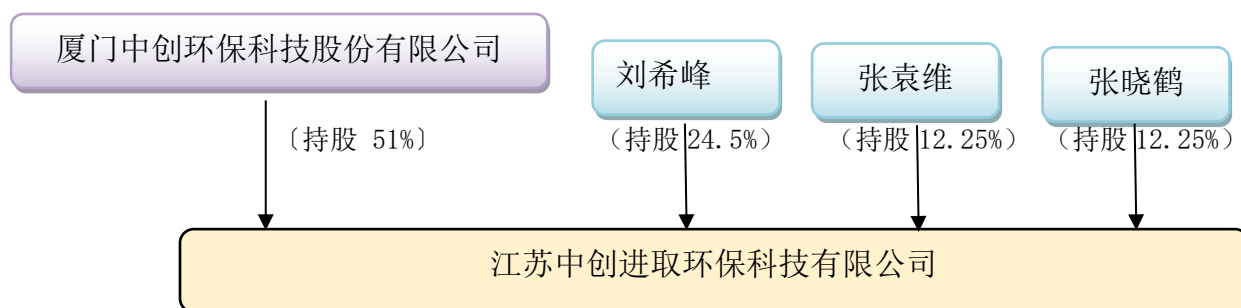 厦门中创环保科技股份有限公司
刘希峰
张袁维
张晓鹤
〔持股 51%〕
（持股 24.5%）
（持股 12.25%）
（持股 12.25%）
江苏中创进取环保科技有限公司